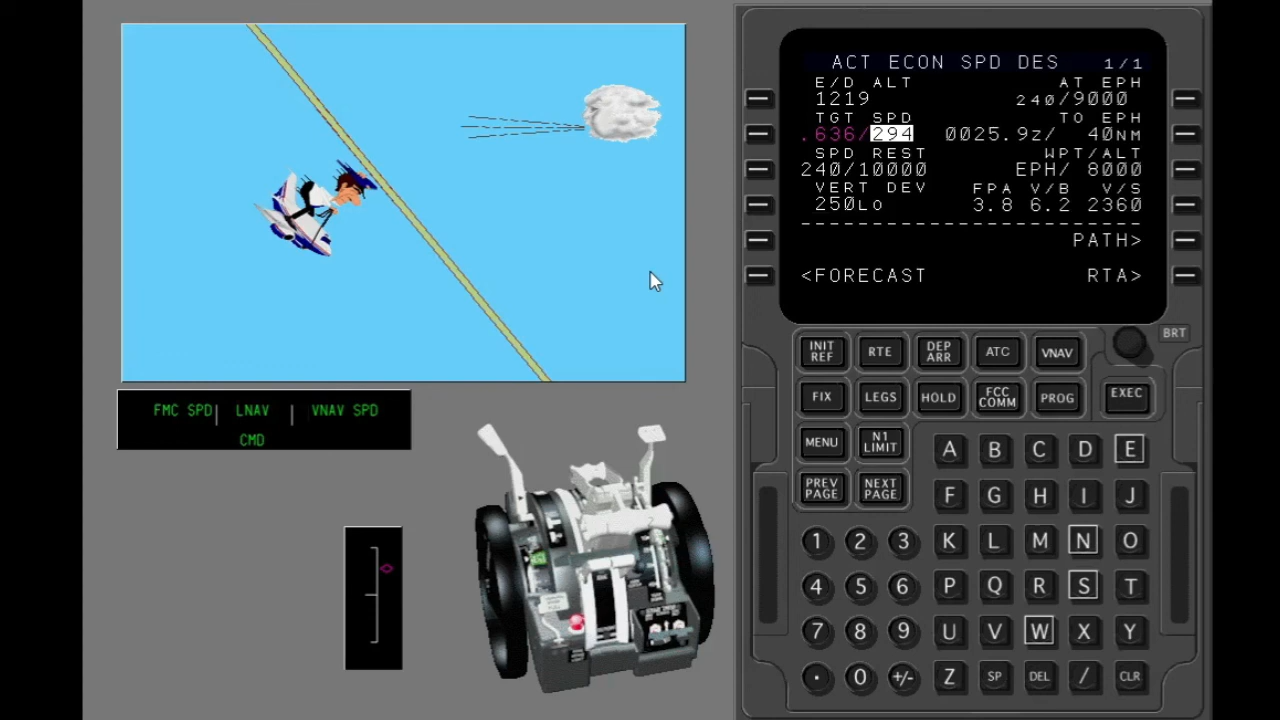 ACT ECON SPD DES 1/1
E/D ALT AT EPH
1219 240/9000
TGT SPD TO EPH
.636/294 0025.9z/ 40NM
SPD REST WPT/ALT
240/10000 EPH/ 8000
VERT DEV FPA V/B V/S
250LO 3.8 6.2 2360
PATH>
<FORECAST RTA>
FMC SPD LNAV VNAV SPD
CMD
BRT
INIT REF RTE DEP ARR ATC VNAV
FIX LEGS HOLD FCC COMM PROG EXEC
MENU N1 LIMIT
PREV PAGE NEXT PAGE
A B C D E
F G H I J
1 2 3 K L M N O
4 5 6 P Q R S T
7 8 9 U V W X Y
. 0 +/- Z SP DEL / CLR